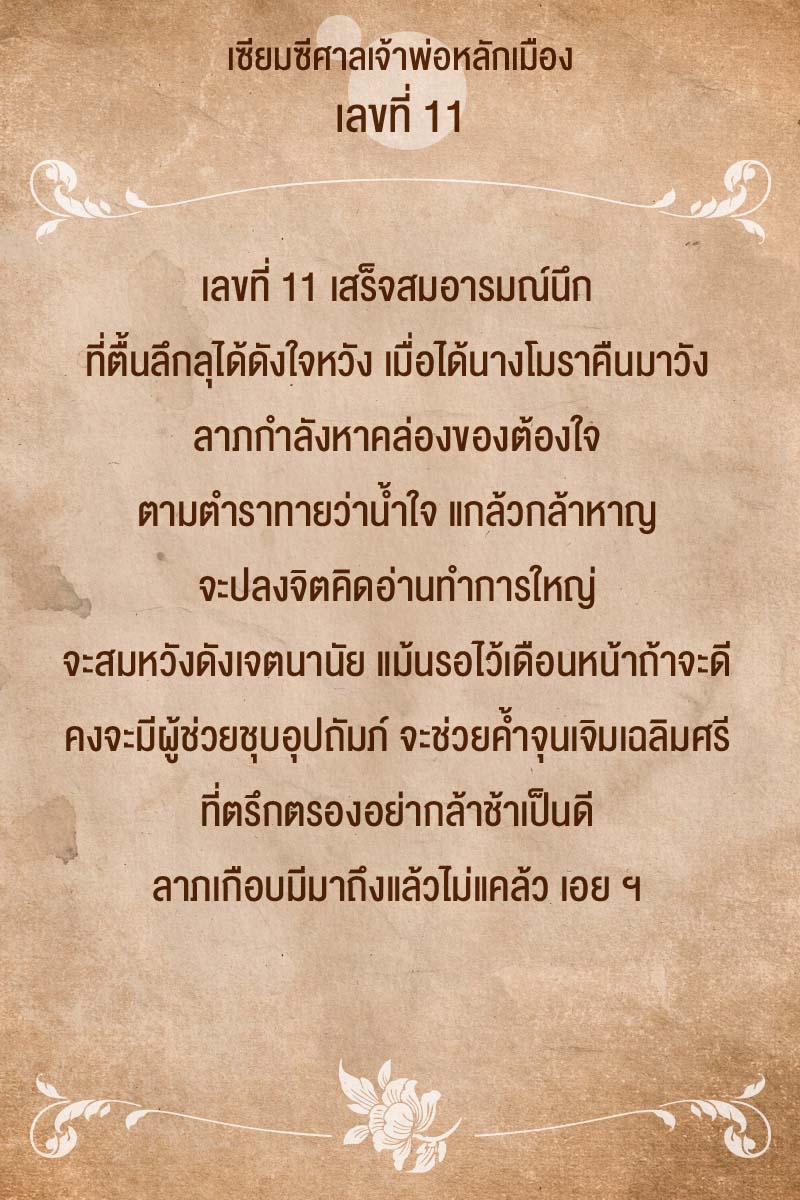 เซียมซีศาลเจ้าพ่อหลักเมือง
เลขที่ 11
เลขที่ 11 เสร็จสมอารมณ์นึก
ที่ตื้นลึกลุได้ดังใจหวัง เมื่อได้นางโมราคืนมาวัง
ลาภกำลังหาคล่องของต้องใจ
ตามตำราทายว่าน้ำใจ แกล้วกล้าหาญ
จะปลงจิตคิดอ่านทำการใหญ่
จะสมหวังดังเจตนานัย แม้นรอไว้เดือนหน้าถ้าจะดี
คงจะมีผู้ช่วยชุบอุปถัมภ์ จะช่วยค้ำจุนเจิมเฉลิมศรี
ที่ตรึกตรองอย่ากล้าช้าเป็นดี
ลาภเกือบมีมาถึงแล้วไม่แคล้ว เอย ฯ